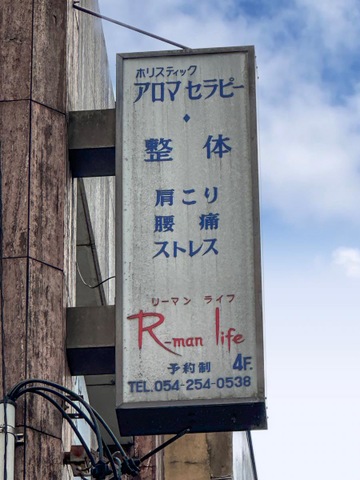 ホリスティック
アロマセラピー
◆
整体
肩こり
腰痛
ストレス
リーマン ライフ
R-man life
予約制 4F.
TEL.054-254-0538